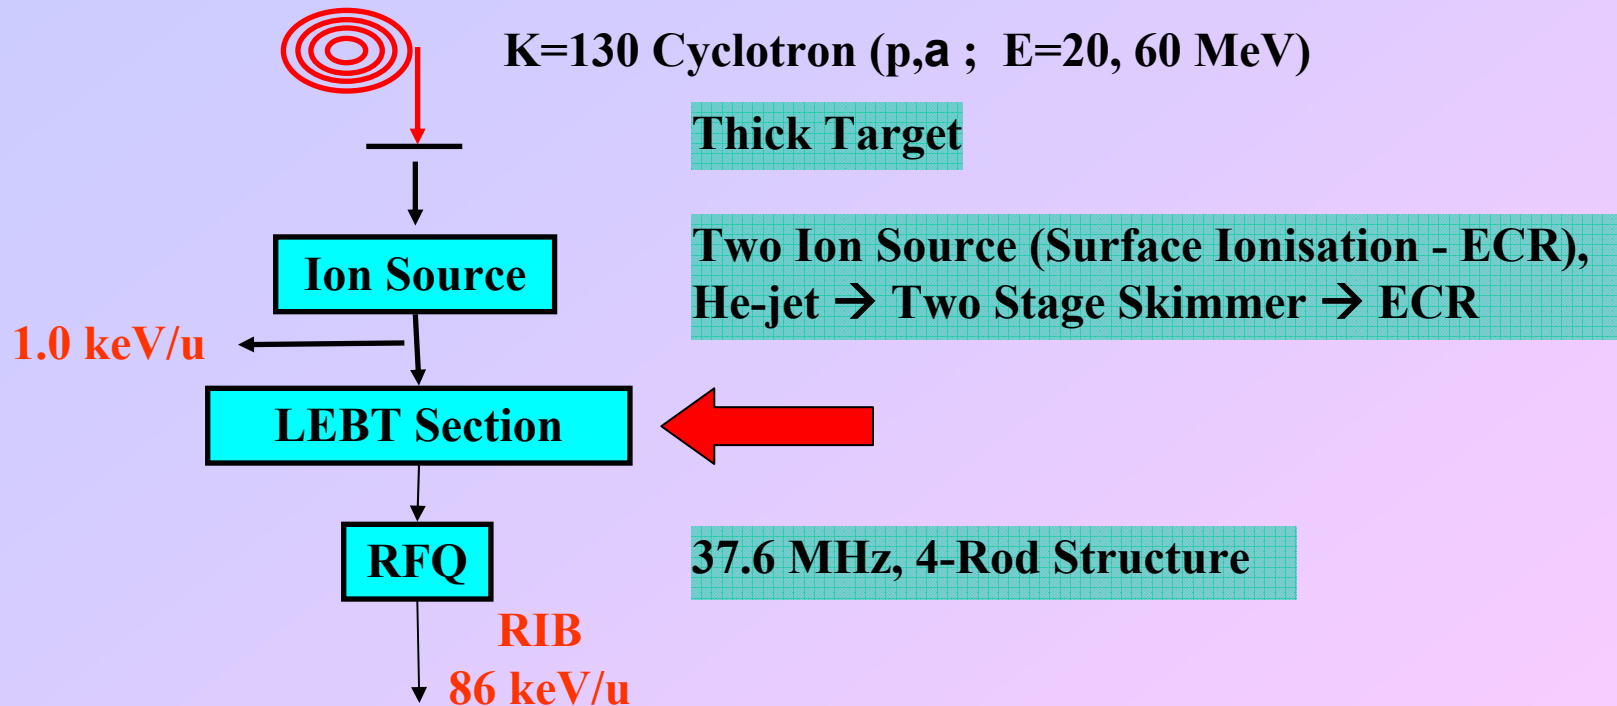 K=130 Cyclotron (p,a ; E=20, 60 MeV)
Thick Target
Ion Source
Two Ion Source (Surface Ionisation - ECR),
He-jet → Two Stage Skimmer → ECR
1.0 keV/u
LEBT Section
RFQ
37.6 MHz, 4-Rod Structure
RIB
86 keV/u